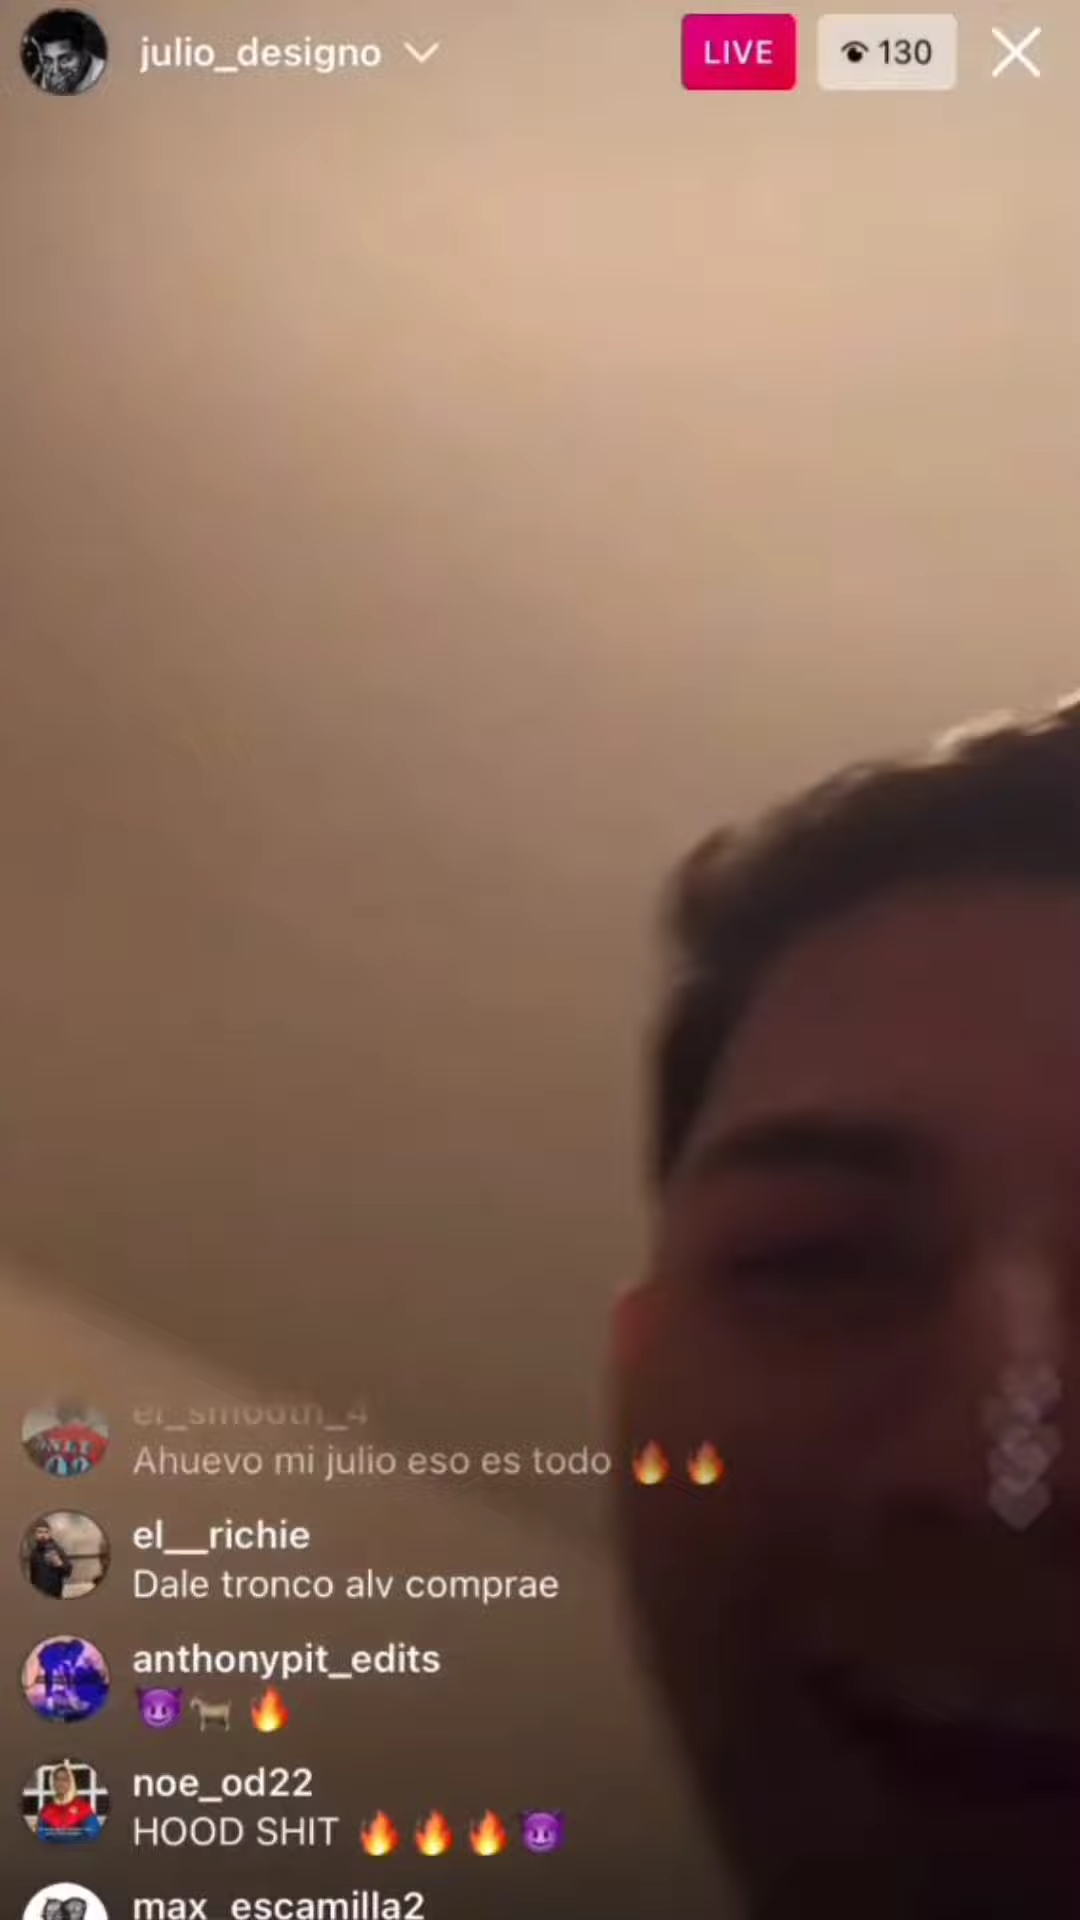 julio_designo
LIVE
130
el_smooth_4
Ahuevo mi julio eso es todo 🔥 🔥
el__richie
Dale tronco alv comprae
anthonypit_edits
😈🐐🔥
noe_od22
HOOD SHIT 🔥🔥🔥😈
max_escamilla2